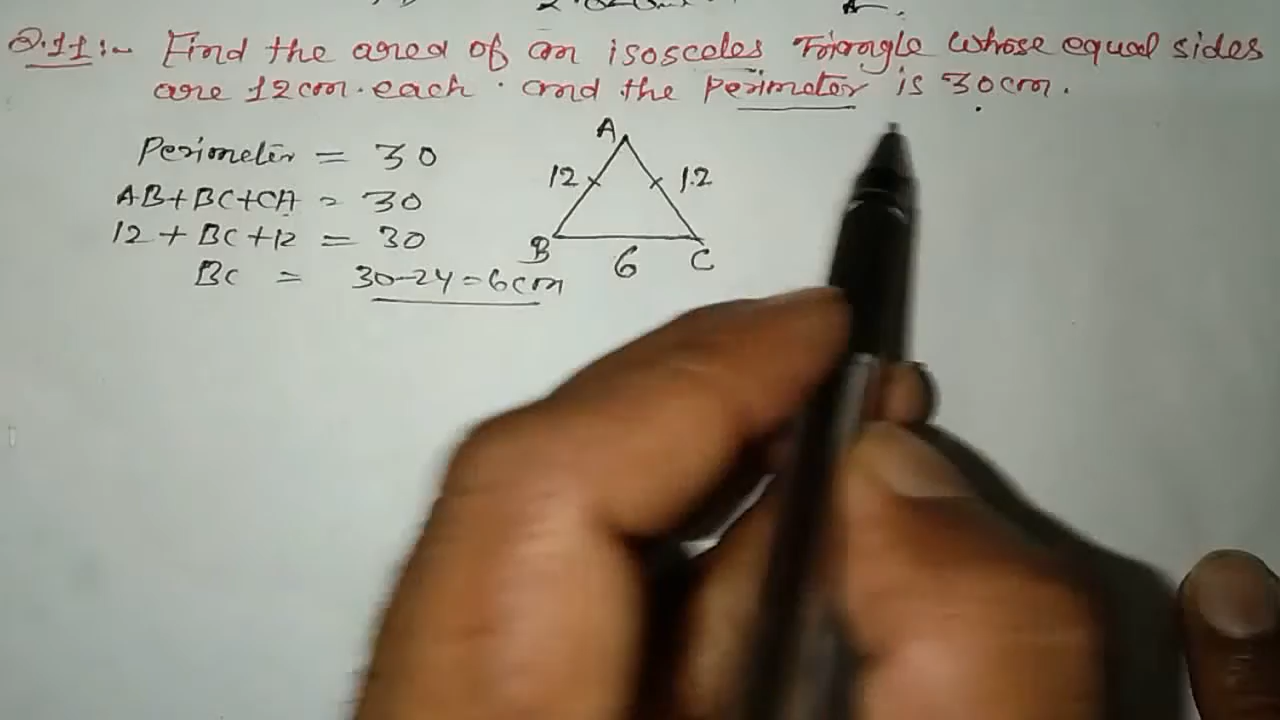 Q.11:- Find the area of an isosceles Triangle whose equal sides
are 12cm. each. and the perimeter is 30cm.
Perimeter = 30
AB+BC+CA = 30
12+BC+12 = 30
BC = 30-24=6cm
A
12 12
B 6 C